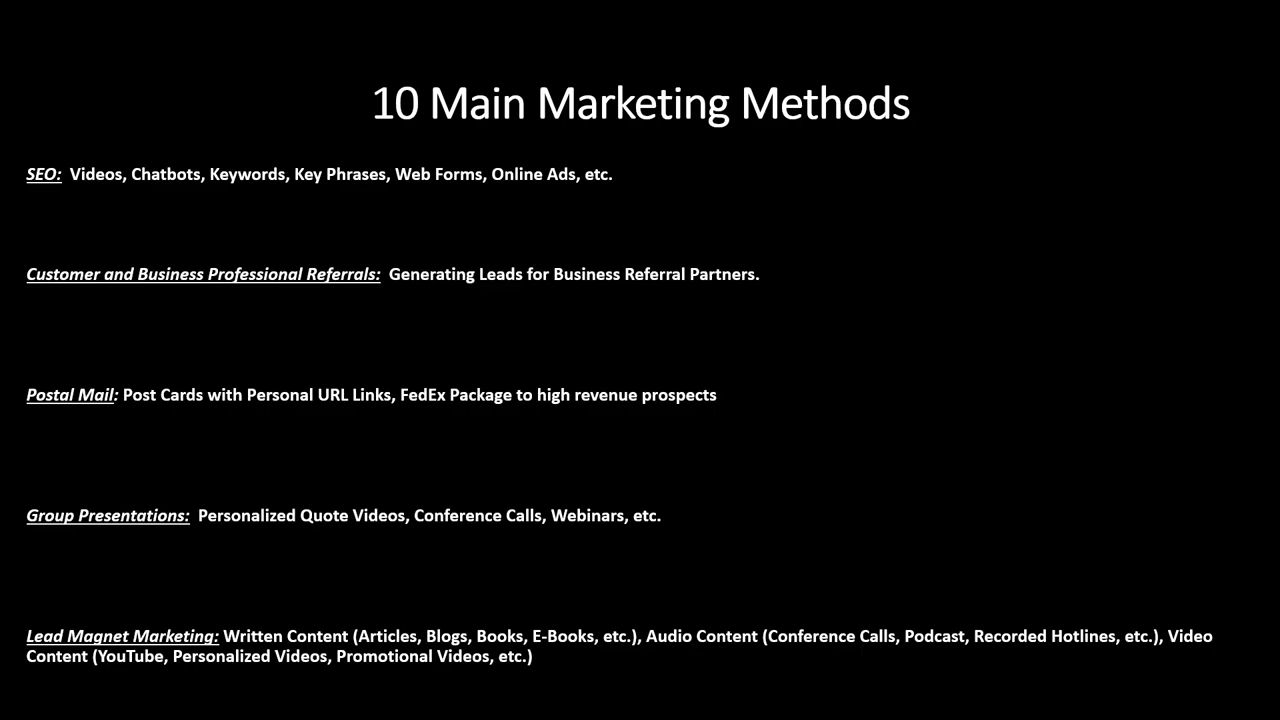 10 Main Marketing Methods
SEO: Videos, Chatbots, Keywords, Key Phrases, Web Forms, Online Ads, etc.
Customer and Business Professional Referrals: Generating Leads for Business Referral Partners.
Postal Mail: Post Cards with Personal URL Links, FedEx Package to high revenue prospects
Group Presentations: Personalized Quote Videos, Conference Calls, Webinars, etc.
Lead Magnet Marketing: Written Content (Articles, Blogs, Books, E-Books, etc.), Audio Content (Conference Calls, Podcast, Recorded Hotlines, etc.), Video
Content (YouTube, Personalized Videos, Promotional Videos, etc.)